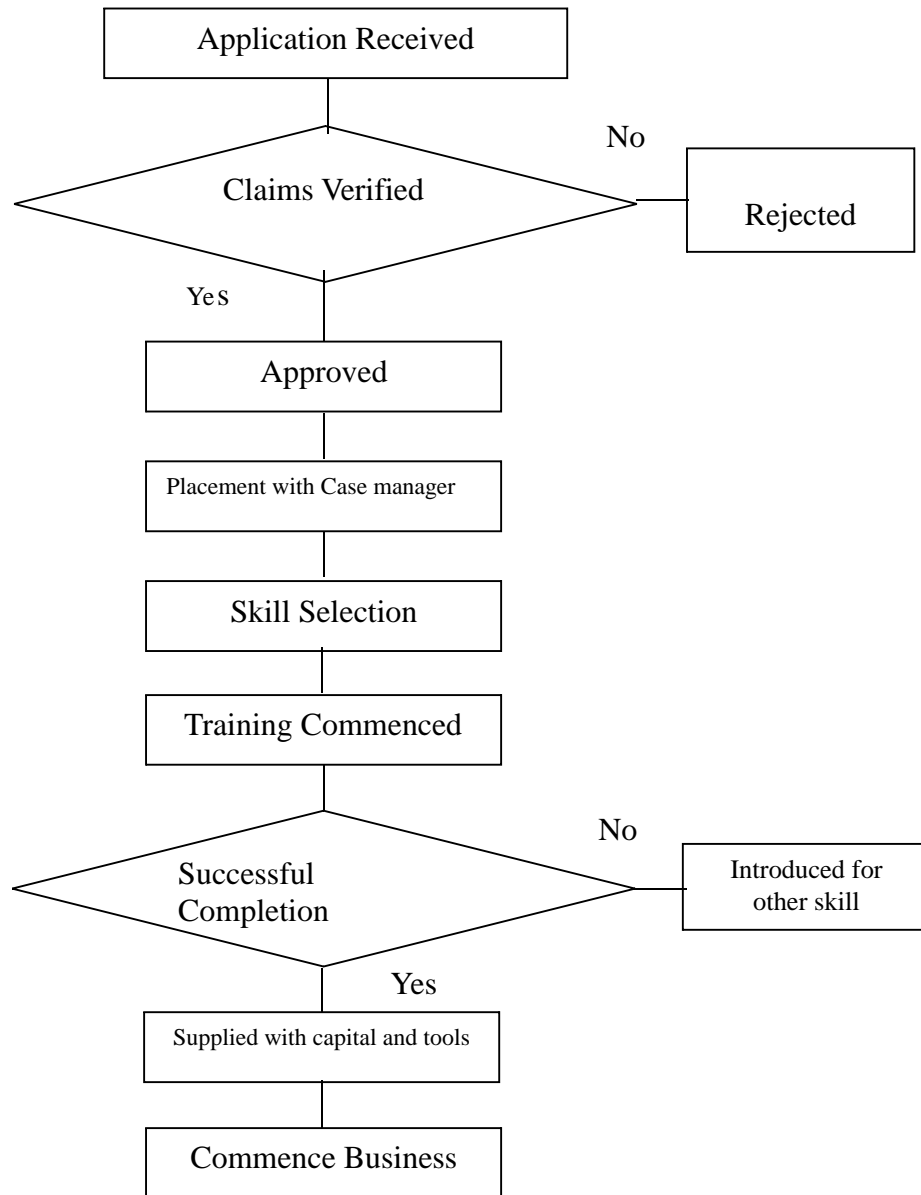 Application Received
No
Claims Verified
Rejected
Yes
Approved
Placement with Case manager
Skill Selection
Training Commenced
No
Successful
Completion
Introduced for
other skill
Yes
Supplied with capital and tools
Commence Business